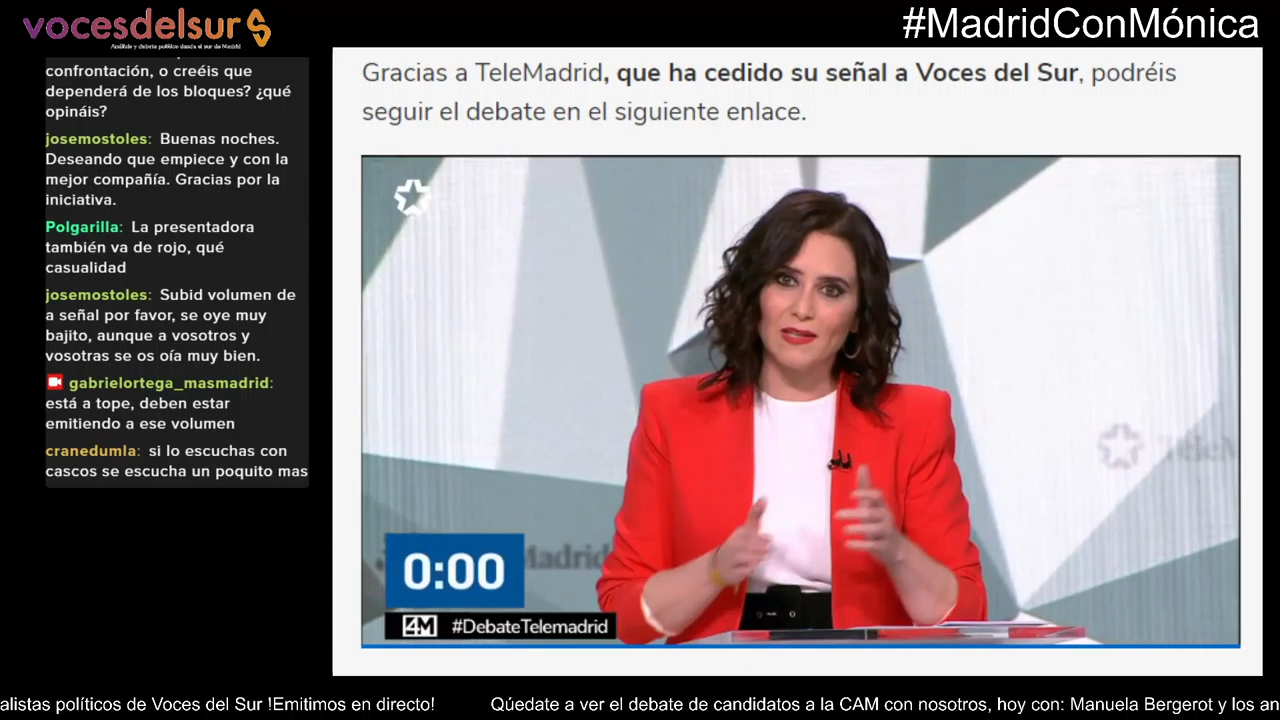 vocesdelsur
Análisis y debate político desde el sur de Madrid
#MadridConMónica
confrontación, o creéis que
dependerá de los bloques? ¿qué
opináis?
josemostoles: Buenas noches.
Deseando que empiece y con la
mejor compañía. Gracias por la
iniciativa.
Polgarilla: La presentadora
también va de rojo, qué
casualidad
josemostoles: Subid volumen de
a señal por favor, se oye muy
bajito, aunque a vosotros y
vosotras se os oía muy bien.
gabrielortega_masmadrid:
está a tope, deben estar
emitiendo a ese volumen
cranedumla: si lo escuchas con
cascos se escucha un poquito mas
Gracias a TeleMadrid, que ha cedido su señal a Voces del Sur, podréis
seguir el debate en el siguiente enlace.
TeleM
Madrid
0:00
4M #DebateTelemadrid
alistas políticos de Voces del Sur !Emitimos en directo! Qúedate a ver el debate de candidatos a la CAM con nosotros, hoy con: Manuela Bergerot y los an